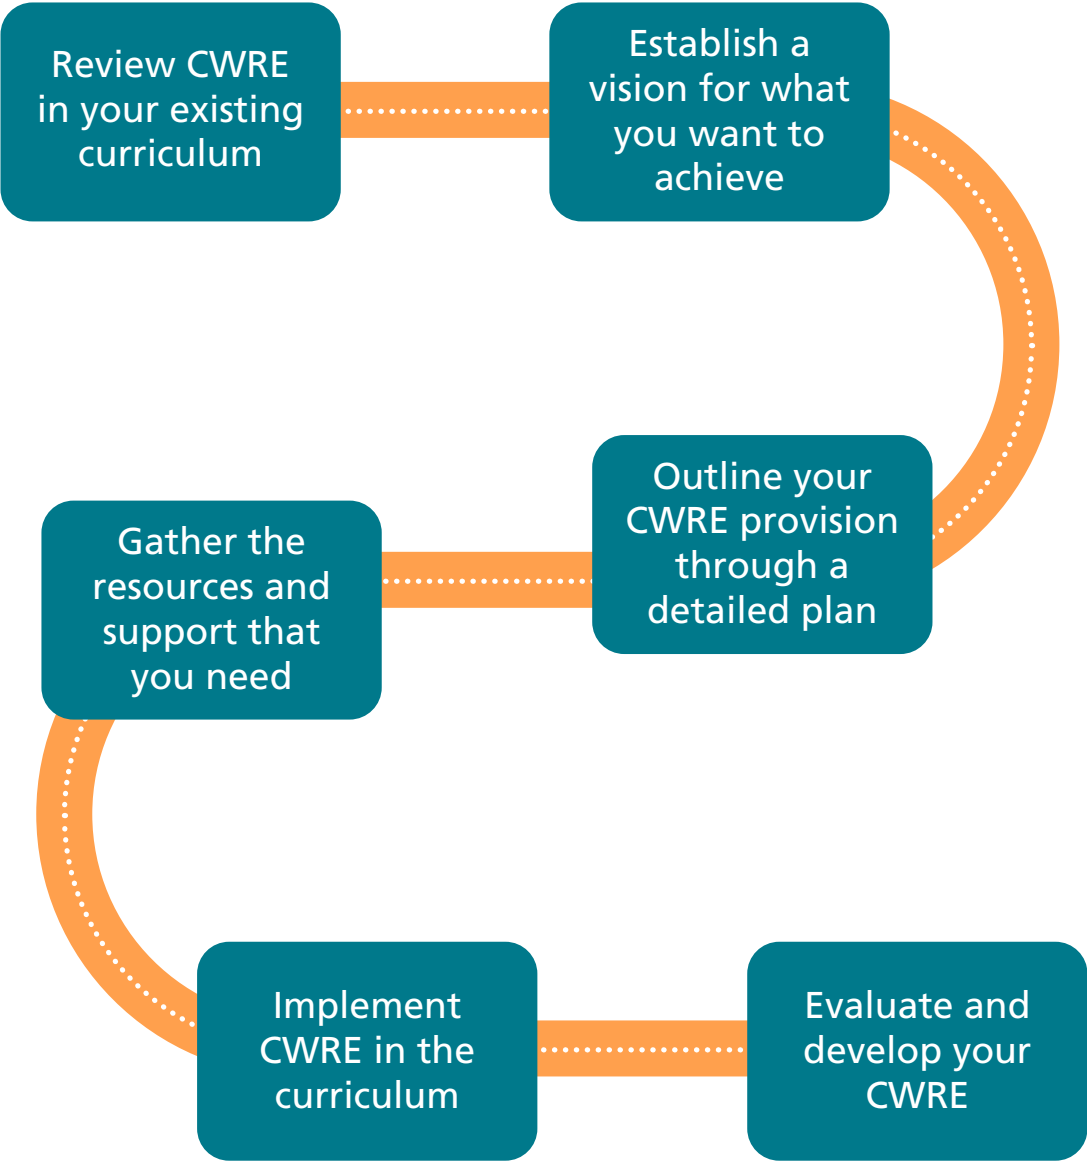 Review CWRE
in your existing
curriculum
Establish a
vision for what
you want to
achieve
Outline your
CWRE provision
through a
detailed plan
Gather the
resources and
support that
you need
Implement
CWRE in the
curriculum
Evaluate and
develop your
CWRE